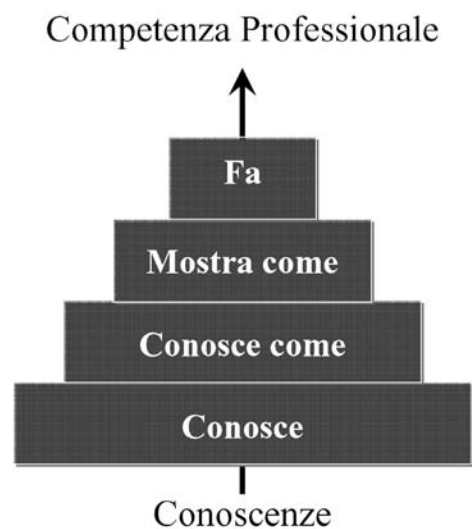 Competenza Professionale
Fa
Mostra come
Conosce come
Conosce
Conoscenze